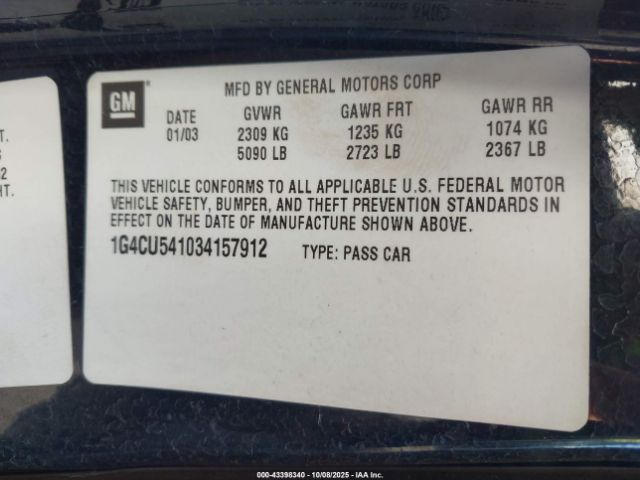 GM
MFD BY GENERAL MOTORS CORP
DATE GVWR GAWR FRT GAWR RR
01/03 2309 KG 1235 KG 1074 KG
5090 LB 2723 LB 2367 LB
THIS VEHICLE CONFORMS TO ALL APPLICABLE U.S. FEDERAL MOTOR
VEHICLE SAFETY, BUMPER, AND THEFT PREVENTION STANDARDS IN
EFFECT ON THE DATE OF MANUFACTURE SHOWN ABOVE.
1G4CU541034157912 TYPE: PASS CAR
000-43398340 - 10/08/2025 - IAA Inc.